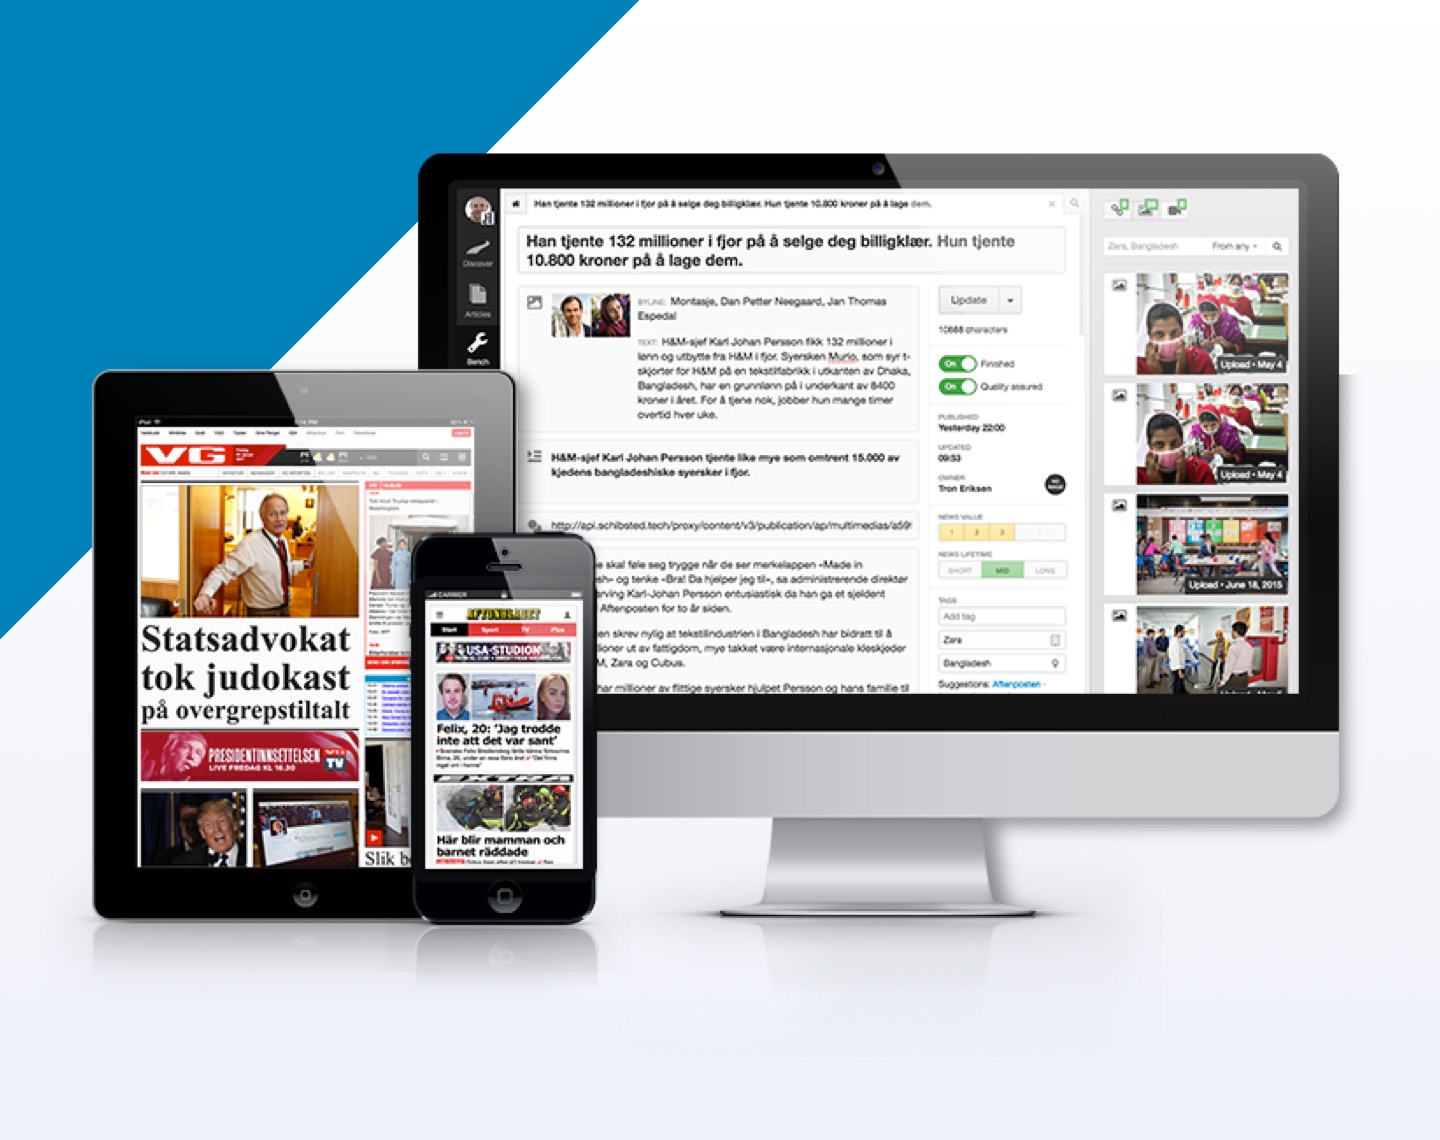 Han tjente 132 millioner i fjor på å selge deg billigklær. Hun tjente 10.800 kroner på å lage dem.
Han tjente 132 millioner i fjor på å selge deg billigklær. Hun tjente
10.800 kroner på å lage dem.
Discover
Articles
Bench
BYLINE: Montasje, Dan Petter Neegaard, Jan Thomas
Espedal
TEXT: H&M-sjef Karl Johan Persson fikk 132 millioner i
lønn og utbytte fra H&M i fjor. Syersken Murio, som syr t-
skjorter for H&M på en tekstilfabrikk i utkanten av Dhaka,
Bangladesh, har en grunnlønn på i underkant av 8400
kroner i året. For å tjene nok, jobber hun mange timer
overtid hver uke.
H&M-sjef Karl Johan Persson tjente like mye som omtrent 15.000 av
kjedens bangladeshiske syersker i fjor.
http://api.schibsted.tech/proxy/content/v3/publication/ap/multimedias/a59
e skal føle seg trygge når de ser merkelappen «Made in
esh» og tenke «Bra! Da hjelper jeg til», sa administrerende direktør
arving Karl-Johan Persson entusiastisk da han ga et sjeldent
Aftenposten for to år siden.
en skrev nylig at tekstilindustrien i Bangladesh har bidratt til å
lioner ut av fattigdom, mye takket være internasjonale kleskjeder
M, Zara og Cubus.
har millioner av flittige syersker hjulpet Persson og hans familie til
Update
10688 characters
On Finished
On Quality assured
PUBLISHED
Yesterday 22:00
UPDATED
09:53
OWNER
Tron Eriksen
NEWS VALUE
1 2 3
NEWS LIFETIME
SHORT MID LONG
TAGS
Add tag
Zara
Bangladesh
Suggestions: Aftenposten
Zara, Bangladesh From any
Upload • May 4
Upload • May 4
Upload • June 18, 2015
VG
Statsadvokat
tok judokast
på overgrepstiltalt
PRESIDENTINNSETTELSEN
LIVE FREDAG KL 16.30
VG
TV
Slik b
CARRIER
AFTONBLADET
Start Sport TV Plus
USA-STUDION
Felix, 20: 'Jag trodde
inte att det var sant'
EXTRA
Här blir mamman och
barnet räddade